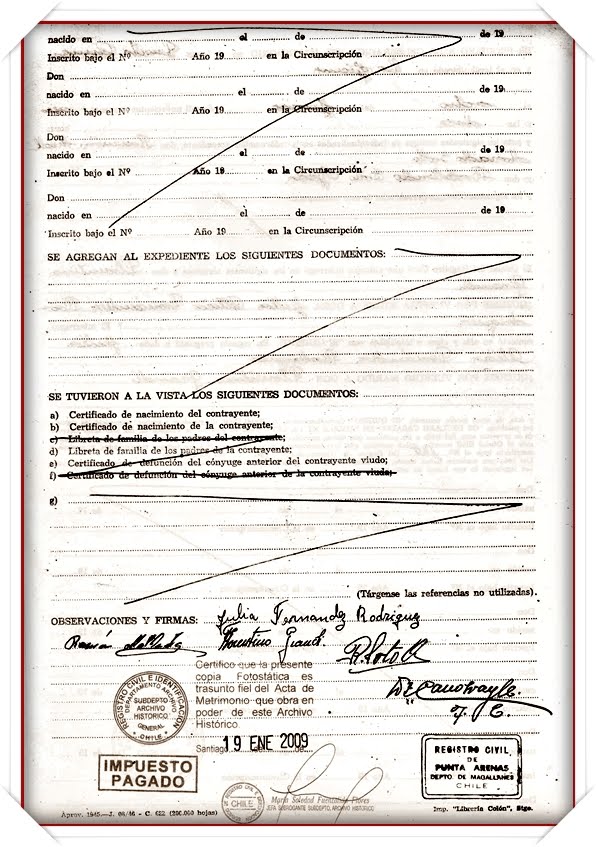 nacido en el de de 19
Inscrito bajo el Nº Año 19 en la Circunscripción
Don
nacido en el de de 19
Inscrito bajo el Nº Año 19 en la Circunscripción
Don
nacido en el de de 19
Inscrito bajo el Nº Año 19 en la Circunscripción
Don
nacido en el de de 19
Inscrito bajo el Nº Año 19 en la Circunscripción
SE AGREGAN AL EXPEDIENTE LOS SIGUIENTES DOCUMENTOS:
SE TUVIERON A LA VISTA LOS SIGUIENTES DOCUMENTOS:
a) Certificado de nacimiento del contrayente;
b) Certificado de nacimiento de la contrayente;
c) Libreta de familia de los padres del contrayente;
d) Libreta de familia de los padres de la contrayente;
e) Certificado de defunción del cónyuge anterior del contrayente viudo;
f) Certificado de defunción del cónyuge anterior de la contrayente viuda;
g)
(Tárgense las referencias no utilizadas).
OBSERVACIONES Y FIRMAS: Julia Fernandez Rodriguez
Ramón
Florentino
R. Soto
Certifico que la presente
copia Fotostática es
trasunto fiel del Acta de
Matrimonio que obra en
poder de este Archivo
Histórico.
Santiago, 19 ENE 2009
REGISTRO CIVIL E IDENTIFICACION
DEPARTAMENTO ARCHIVO
SUBDEPTO
ARCHIVO
HISTORICO
GENERAL
CHILE
IMPUESTO
PAGADO
REGISTRO CIVIL
DE
PUNTA ARENAS
DEPTO DE MAGALLANES
CHILE
CHILE
María Soledad Fuentealba Flores
JEFA SUBROGANTE SUBDEPTO. ARCHIVO HISTORICO
Aprov. 1945.—J. 06/46 - C. 622 (200.000 hojas)
Imp. "Librería Colón", Stgo.